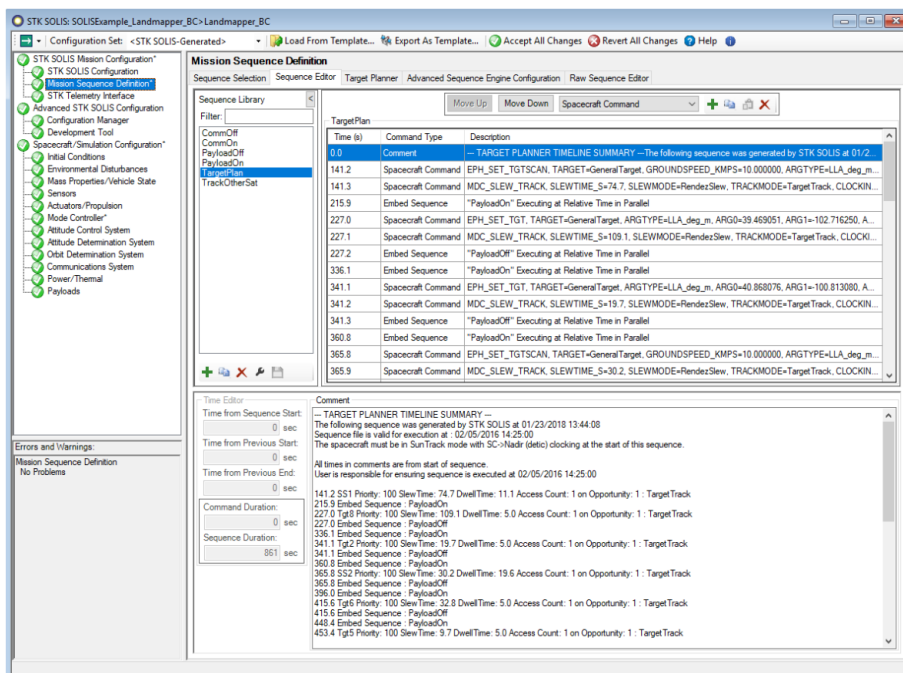 STK SOLIS: SOLISExample_Landmapper_BC>Landmapper_BC
Configuration Set: <STK SOLIS-Generated> Load From Template... Export As Template... Accept All Changes Revert All Changes Help
STK SOLIS Mission Configuration*
STK SOLIS Configuration
Mission Sequence Definition*
STK Telemetry Interface
Advanced STK SOLIS Configuration
Configuration Manager
Development Tool
Spacecraft/Simulation Configuration*
Initial Conditions
Environmental Disturbances
Mass Properties/Vehicle State
Sensors
Actuators/Propulsion
Mode Controller*
Attitude Control System
Attitude Determination System
Orbit Determination System
Communications System
Power/Thermal
Payloads
Errors and Warnings:
Mission Sequence Definition
No Problems
Mission Sequence Definition
Sequence Selection Sequence Editor Target Planner Advanced Sequence Engine Configuration Raw Sequence Editor
Sequence Library <
Filter:
CommOff
CommOn
PayloadOff
PayloadOn
TargetPlan
TrackOtherSat
Move Up Move Down Spacecraft Command
TargetPlan
Time (s) Command Type Description
0.0 Comment --- TARGET PLANNER TIMELINE SUMMARY ---The following sequence was generated by STK SOLIS at 01/2...
141.2 Spacecraft Command EPH_SET_TGTSCAN, TARGET=GeneralTarget, GROUNDSPEED_KMPS=10.000000, ARGTYPE=LLA_deg_m...
141.3 Spacecraft Command MDC_SLEW_TRACK, SLEWTIME_S=74.7, SLEWMODE=RendezSlew, TRACKMODE=TargetTrack, CLOCKIN...
215.9 Embed Sequence "PayloadOn" Executing at Relative Time in Parallel
227.0 Spacecraft Command EPH_SET_TGT, TARGET=GeneralTarget, ARGTYPE=LLA_deg_m, ARG0=39.469051, ARG1=-102.716250, A...
227.1 Spacecraft Command MDC_SLEW_TRACK, SLEWTIME_S=109.1, SLEWMODE=RendezSlew, TRACKMODE=TargetTrack, CLOCKI...
227.2 Embed Sequence "PayloadOff" Executing at Relative Time in Parallel
336.1 Embed Sequence "PayloadOn" Executing at Relative Time in Parallel
341.1 Spacecraft Command EPH_SET_TGT, TARGET=GeneralTarget, ARGTYPE=LLA_deg_m, ARG0=40.868076, ARG1=-100.813080, A...
341.2 Spacecraft Command MDC_SLEW_TRACK, SLEWTIME_S=19.7, SLEWMODE=RendezSlew, TRACKMODE=TargetTrack, CLOCKIN...
341.3 Embed Sequence "PayloadOff" Executing at Relative Time in Parallel
360.8 Embed Sequence "PayloadOn" Executing at Relative Time in Parallel
365.8 Spacecraft Command EPH_SET_TGTSCAN, TARGET=GeneralTarget, GROUNDSPEED_KMPS=10.000000, ARGTYPE=LLA_deg_m...
365.9 Spacecraft Command MDC_SLEW_TRACK, SLEWTIME_S=30.2, SLEWMODE=RendezSlew, TRACKMODE=TargetTrack, CLOCKIN...
Time Editor
Time from Sequence Start:
0 sec
Time from Previous Start:
0 sec
Time from Previous End:
0 sec
Command Duration:
0 sec
Sequence Duration:
861 sec
Comment
--- TARGET PLANNER TIMELINE SUMMARY ---
The following sequence was generated by STK SOLIS at 01/23/2018 13:44:08
Sequence file is valid for execution at : 02/05/2016 14:25:00
The spacecraft must be in SunTrack mode with SC->Nadir (detic) clocking at the start of this sequence.
All times in comments are from start of sequence.
User is responsible for ensuring sequence is executed at 02/05/2016 14:25:00
141.2 SS1 Priority: 100 SlewTime: 74.7 DwellTime: 11.1 Access Count: 1 on Opportunity: 1 : TargetTrack
215.9 Embed Sequence : PayloadOn
227.0 Tgt8 Priority: 100 SlewTime: 109.1 DwellTime: 5.0 Access Count: 1 on Opportunity: 1 : TargetTrack
227.0 Embed Sequence : PayloadOff
336.1 Embed Sequence : PayloadOn
341.1 Tgt2 Priority: 100 SlewTime: 19.7 DwellTime: 5.0 Access Count: 1 on Opportunity: 1 : TargetTrack
341.1 Embed Sequence : PayloadOff
360.8 Embed Sequence : PayloadOn
365.8 SS2 Priority: 100 SlewTime: 30.2 DwellTime: 19.6 Access Count: 1 on Opportunity: 1 : TargetTrack
365.8 Embed Sequence : PayloadOff
396.0 Embed Sequence : PayloadOn
415.6 Tgt6 Priority: 100 SlewTime: 32.8 DwellTime: 5.0 Access Count: 1 on Opportunity: 1 : TargetTrack
415.6 Embed Sequence : PayloadOff
448.4 Embed Sequence : PayloadOn
453.4 Tgt5 Priority: 100 SlewTime: 9.7 DwellTime: 5.0 Access Count: 1 on Opportunity: 1 : TargetTrack